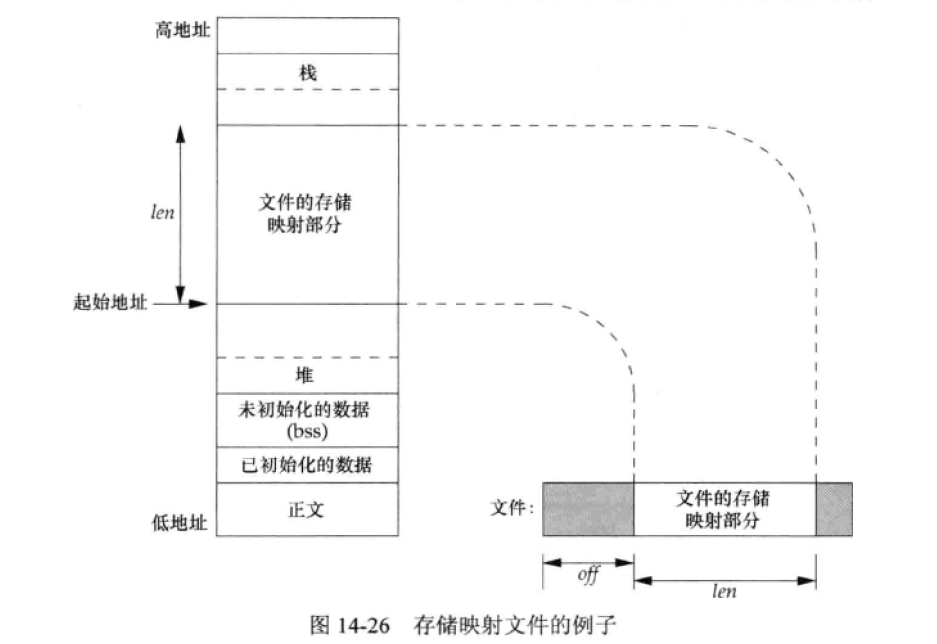 高地址
栈
len
文件的存储
映射部分
起始地址
堆
未初始化的数据
(bss)
已初始化的数据
正文
低地址
文件:
文件的存储
映射部分
off
len
图 14-26 存储映射文件的例子